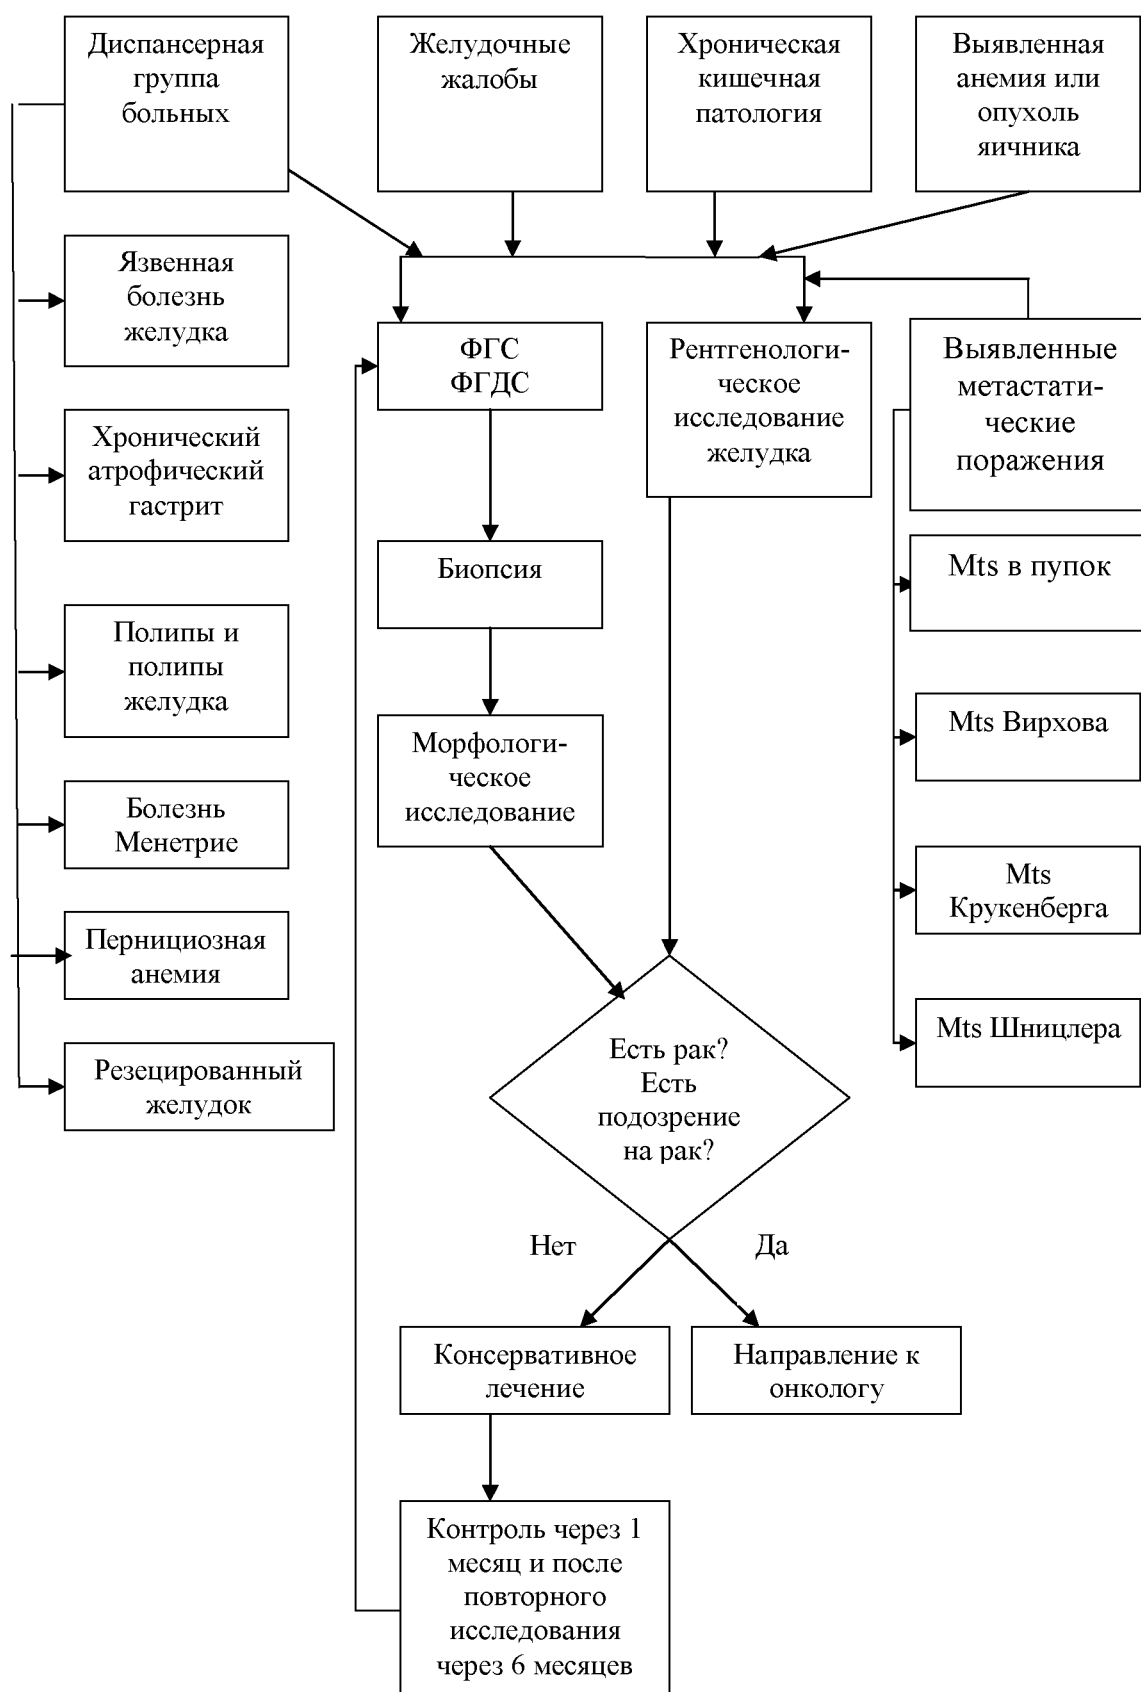 Диспансерная
группа
больных
Желудочные
жалобы
Хроническая
кишечная
патология
Выявленная
анемия или
опухоль
яичника
Язвенная
болезнь
желудка
Хронический
атрофический
гастрит
Полипы и
полипы
желудка
Болезнь
Менетрие
Пернициозная
анемия
Резецированный
желудок
ФГС
ФГДС
Биопсия
Морфологи-
ческое
исследование
Рентгенологи-
ческое
исследование
желудка
Выявленные
метастати-
ческие
поражения
Mts в пупок
Mts Вирхова
Mts
Крукенберга
Mts Шницлера
Есть рак?
Есть
подозрение
на рак?
Нет
Да
Консервативное
лечение
Направление к
онкологу
Контроль через 1
месяц и после
повторного
исследования
через 6 месяцев